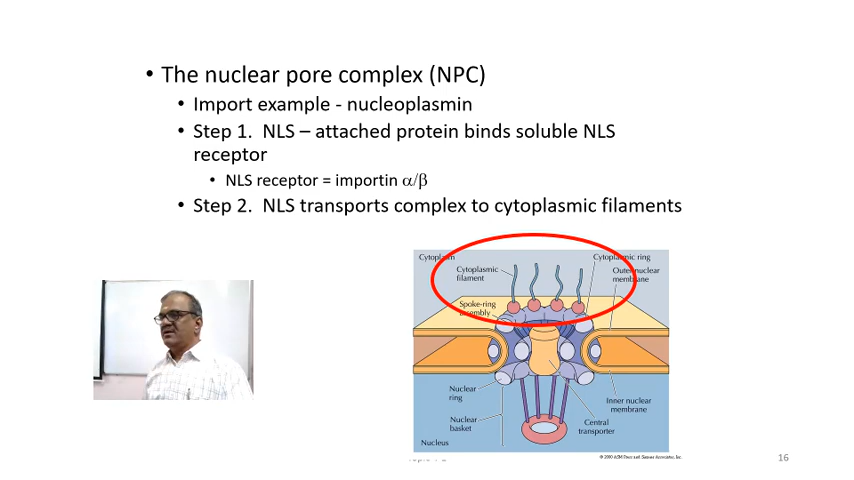 • The nuclear pore complex (NPC)
• Import example - nucleoplasmin
• Step 1. NLS – attached protein binds soluble NLS
receptor
• NLS receptor = importin α/β
• Step 2. NLS transports complex to cytoplasmic filaments
Cytoplasm
Cytoplasmic ring
Cytoplasmic
filament
Outer nuclear
membrane
Spoke-ring
assembly
Nuclear
ring
Inner nuclear
membrane
Nuclear
basket
Central
transporter
Nucleus
© 2000 ASM Press and Sinauer Associates, Inc.
16